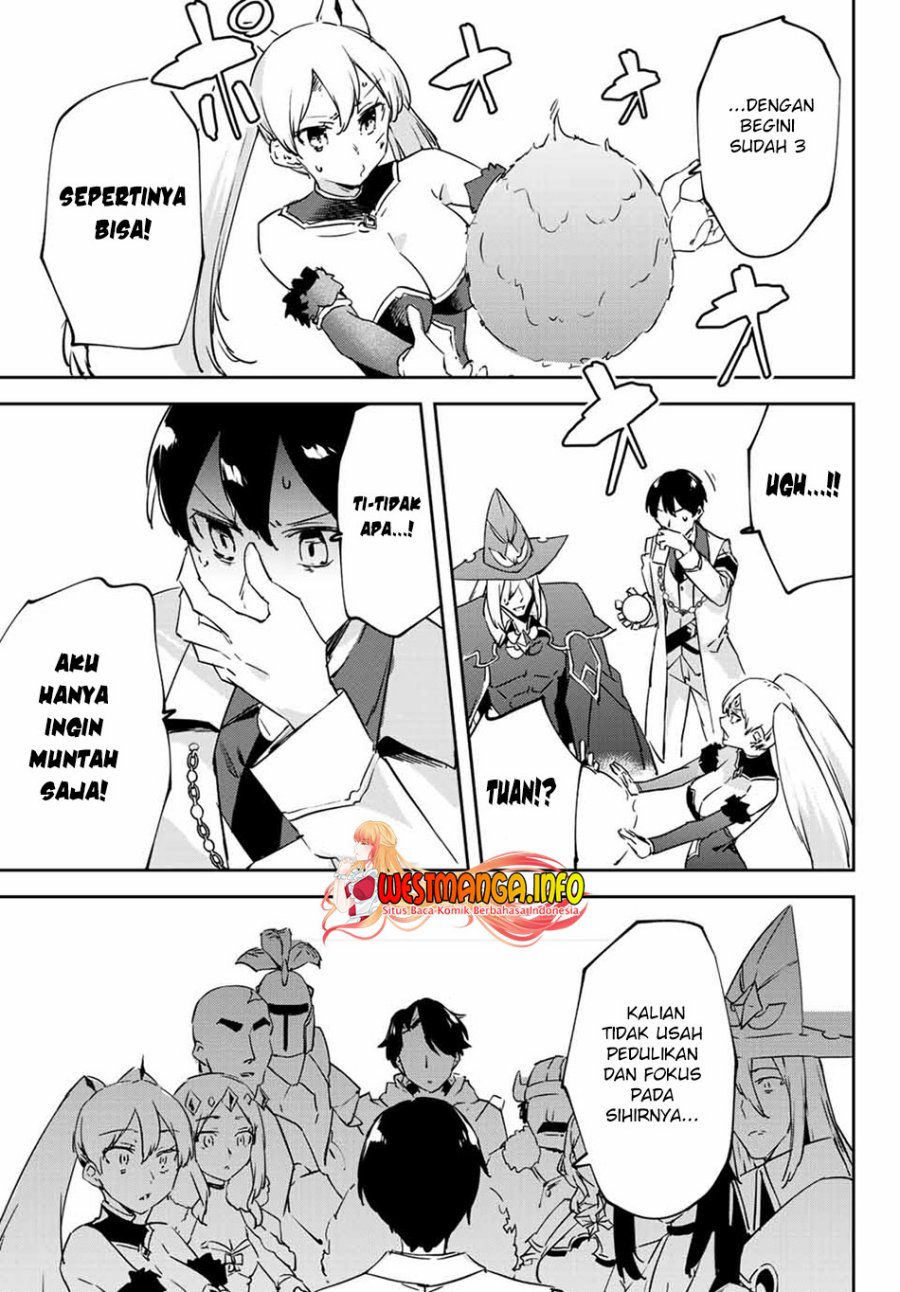 ...DENGAN
BEGINI
SUDAH 3
SEPERTINYA
BISA!
UGH...!!
TUAN!?
TI-TIDAK
APA...!
AKU
HANYA
INGIN
MUNTAH
SAJA!
WESTMANGA.INFO
Situs Baca Komik Berbahasa Indonesia
KALIAN
TIDAK USAH
PEDULIKAN
DAN FOKUS
PADA
SIHIRNYA...